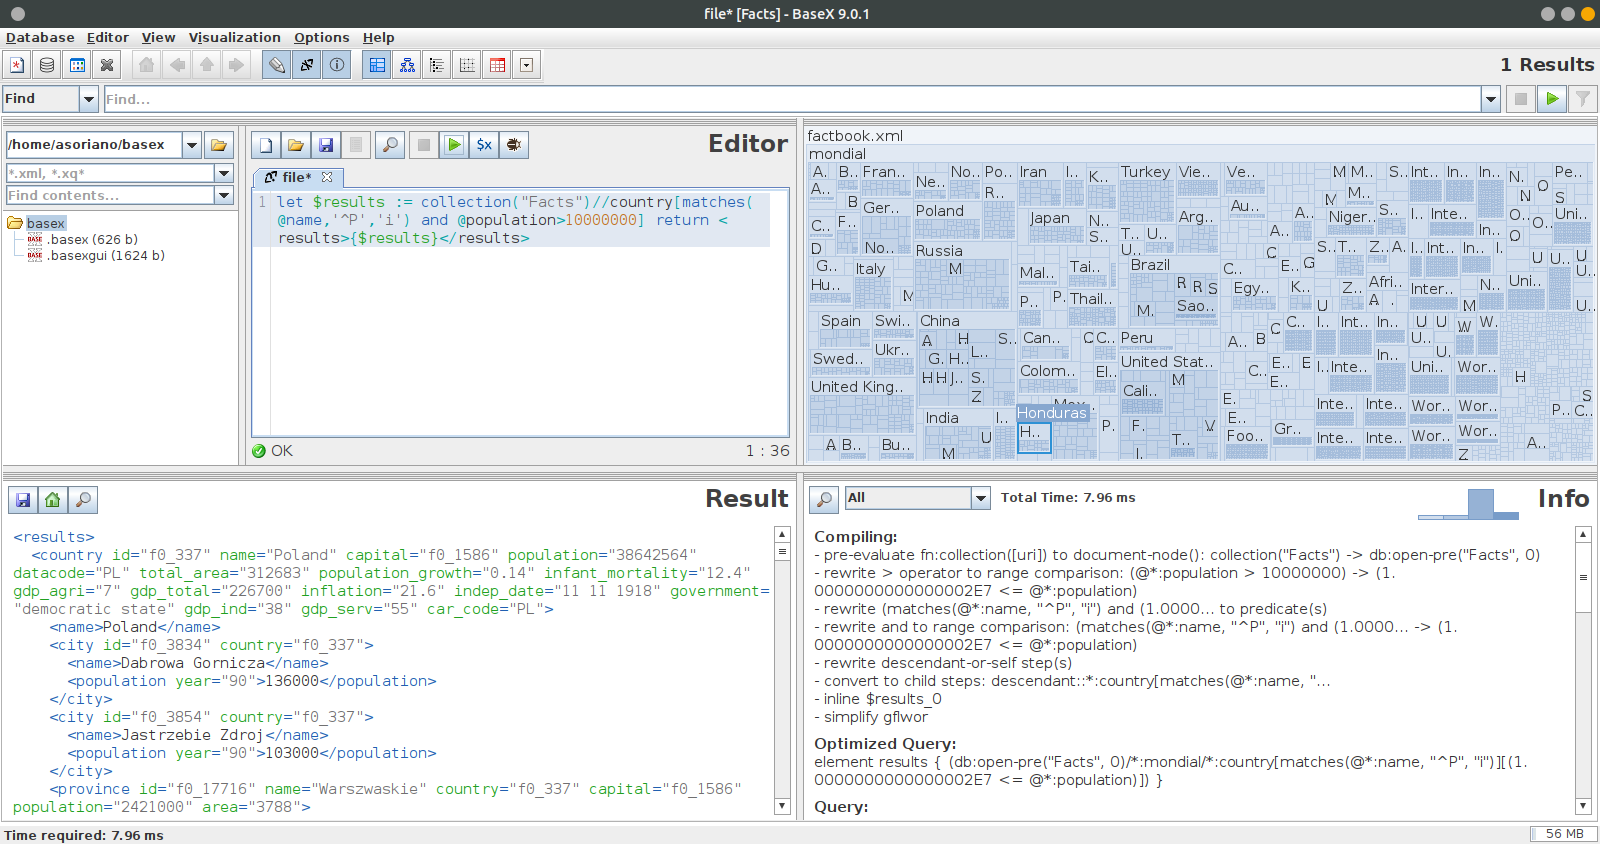 file* [Facts] - BaseX 9.0.1
Database Editor View Visualization Options Help
1 Results
Find Find...
/home/asoriano/basex
*.xml, *.xq*
Find contents...
basex
.basex (626 b)
.basexgui (1624 b)
Editor
file*
1 let $results := collection("Facts")//country[matches(
@name,'^P','i') and @population>10000000] return <
results>{$results}</results>
OK 1 : 36
factbook.xml
mondial
A. B.. Fran.. No.. Po.. Iran I.. K.. Turkey Vie.. Ve.. M M.. S.. Int.. In.. N. Pe..
A.. Ne.. R.. M.. O
B.. Ger.. Poland Japan N.. Arg.. Au.. A.. Niger.. I.. Inte.. O.. Uni..
C.. F S.. T.. U..
D No.. Russia U.. C E.. G S.. T.. Z.. A. Int.. Int.. In.. I.. O U U.. U..
G.. Italy M Mal.. Tai.. Brazil C.. Afri.. Uni..
Hu.. M P.. P. Thail.. R R S Egy.. K.. Z.. A. Inter.. N..
M. Sao.. U M U..
Spain Swi.. China Can.. C C.. Peru C C.. I.. Int.. In.. U U W W.
Ukr.. A H S.. A.. B U.. U..
Swed.. G. H.. L.. Colom.. El.. United Stat.. C.. E.. E I.. Inte.. In.. Uni.. Wor..
United King.. H H J.. S. Cali.. M E.. H
Z Mex.. E. Inte.. Inter.. Wor.. Wor.. P.. S..
Honduras
India I.. H.. P. F. V E.. Gr.. C..
A B.. Bu.. U T.. Foo.. Inte.. Inter.. Wor.. Wor.. A..
M I. Z
Result
<results>
<country id="f0_337" name="Poland" capital="f0_1586" population="38642564"
datacode="PL" total_area="312683" population_growth="0.14" infant_mortality="12.4"
gdp_agri="7" gdp_total="226700" inflation="21.6" indep_date="11 11 1918" government=
"democratic state" gdp_ind="38" gdp_serv="55" car_code="PL">
<name>Poland</name>
<city id="f0_3834" country="f0_337">
<name>Dabrowa Gornicza</name>
<population year="90">136000</population>
</city>
<city id="f0_3854" country="f0_337">
<name>Jastrzebie Zdroj</name>
<population year="90">103000</population>
</city>
<province id="f0_17716" name="Warszwaskie" country="f0_337" capital="f0_1586"
population="2421000" area="3788">
All Total Time: 7.96 ms Info
Compiling:
- pre-evaluate fn:collection([uri]) to document-node(): collection("Facts") -> db:open-pre("Facts", 0)
- rewrite > operator to range comparison: (@*:population > 10000000) -> (1.
0000000000000002E7 <= @*:population)
- rewrite (matches(@*:name, "^P", "i") and (1.0000... to predicate(s)
- rewrite and to range comparison: (matches(@*:name, "^P", "i") and (1.0000... -> (1.
0000000000000002E7 <= @*:population)
- rewrite descendant-or-self step(s)
- convert to child steps: descendant::*:country[matches(@*:name, "...
- inline $results_0
- simplify gflwor
Optimized Query:
element results { (db:open-pre("Facts", 0)/*:mondial/*:country[matches(@*:name, "^P", "i")][(1.
0000000000000002E7 <= @*:population)]) }
Query:
Time required: 7.96 ms
56 MB